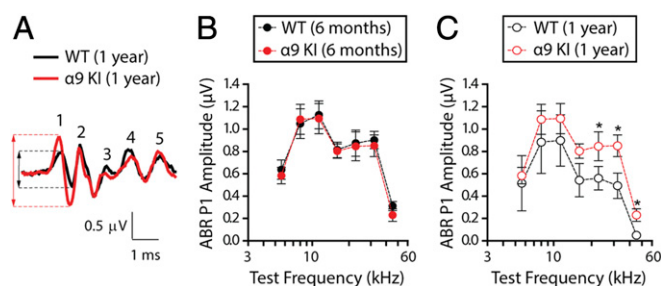 A
WT (1 year)
α9 KI (1 year)
1
2
3
4
5
0.5 μV
1 ms
B
WT (6 months)
α9 KI (6 months)
ABR P1 Amplitude (μV)
1.4
1.2
1.0
0.8
0.6
0.4
0.2
0.0
3
10
60
Test Frequency (kHz)
C
WT (1 year)
α9 KI (1 year)
ABR P1 Amplitude (μV)
1.4
1.2
1.0
0.8
0.6
0.4
0.2
0.0
* * *
3
10
60
Test Frequency (kHz)